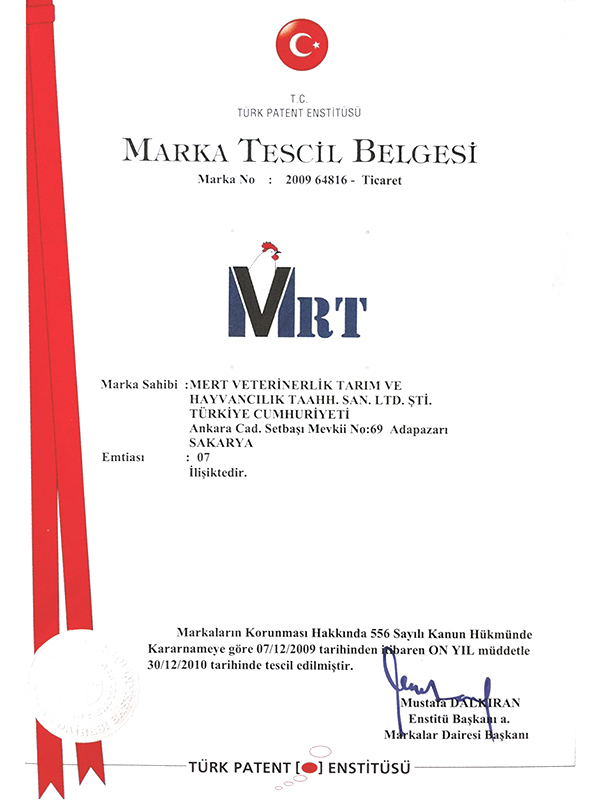 T.C.
TÜRK PATENT ENSTİTÜSÜ
MARKA TESCİL BELGESİ
Marka No : 2009 64816 - Ticaret
MRT
Marka Sahibi :MERT VETERİNERLİK TARIM VE
HAYVANCILIK TAAHH. SAN. LTD. ŞTİ.
TÜRKİYE CUMHURİYETİ
Ankara Cad. Setbaşı Mevkii No:69 Adapazarı
SAKARYA
Emtiası : 07
İlişiktedir.
Markaların Korunması Hakkında 556 Sayılı Kanun Hükmünde
Kararnameye göre 07/12/2009 tarihinden itibaren ON YIL müddetle
30/12/2010 tarihinde tescil edilmiştir.
Mustafa DALKIRAN
Enstitü Başkanı a.
Markalar Dairesi Başkanı
TÜRK PATENT [ ] ENSTİTÜSÜ